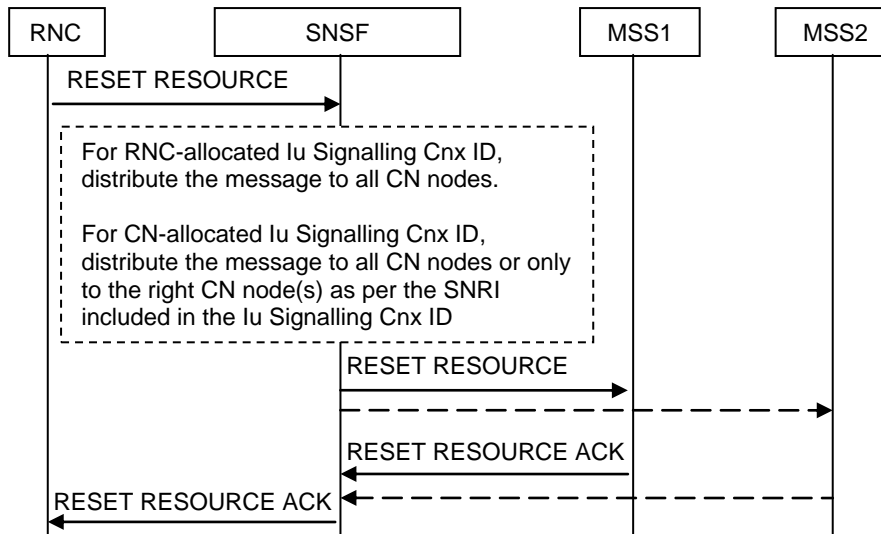 RNC
SNSF
MSS1
MSS2
RESET RESOURCE
For RNC-allocated Iu Signalling Cnx ID,
distribute the message to all CN nodes.
For CN-allocated Iu Signalling Cnx ID,
distribute the message to all CN nodes or only
to the right CN node(s) as per the SNRI
included in the Iu Signalling Cnx ID
RESET RESOURCE
RESET RESOURCE ACK
RESET RESOURCE ACK